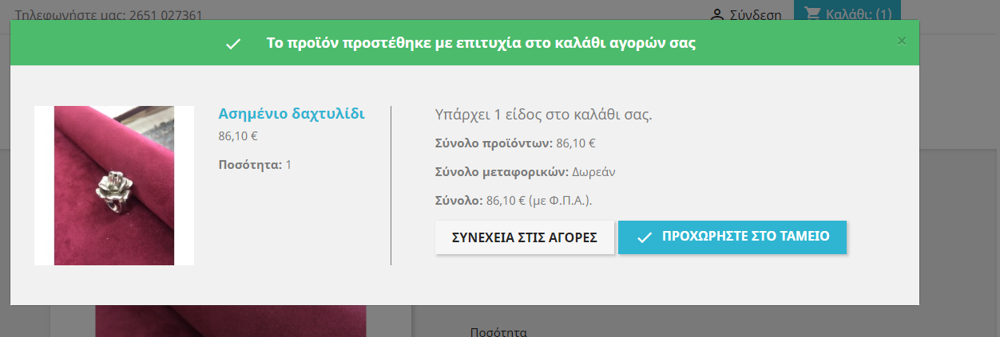 Τηλεφωνήστε μας: 2651 027361
Σύνδεση
Καλάθι: (1)
Το προϊόν προστέθηκε με επιτυχία στο καλάθι αγορών σας
×
Ασημένιο δαχτυλίδι
86,10 €
Ποσότητα: 1
Υπάρχει 1 είδος στο καλάθι σας.
Σύνολο προϊόντων: 86,10 €
Σύνολο μεταφορικών: Δωρεάν
Σύνολο: 86,10 € (με Φ.Π.Α.).
ΣΥΝΕΧΕΙΑ ΣΤΙΣ ΑΓΟΡΕΣ
ΠΡΟΧΩΡΗΣΤΕ ΣΤΟ ΤΑΜΕΙΟ
Ποσότητα